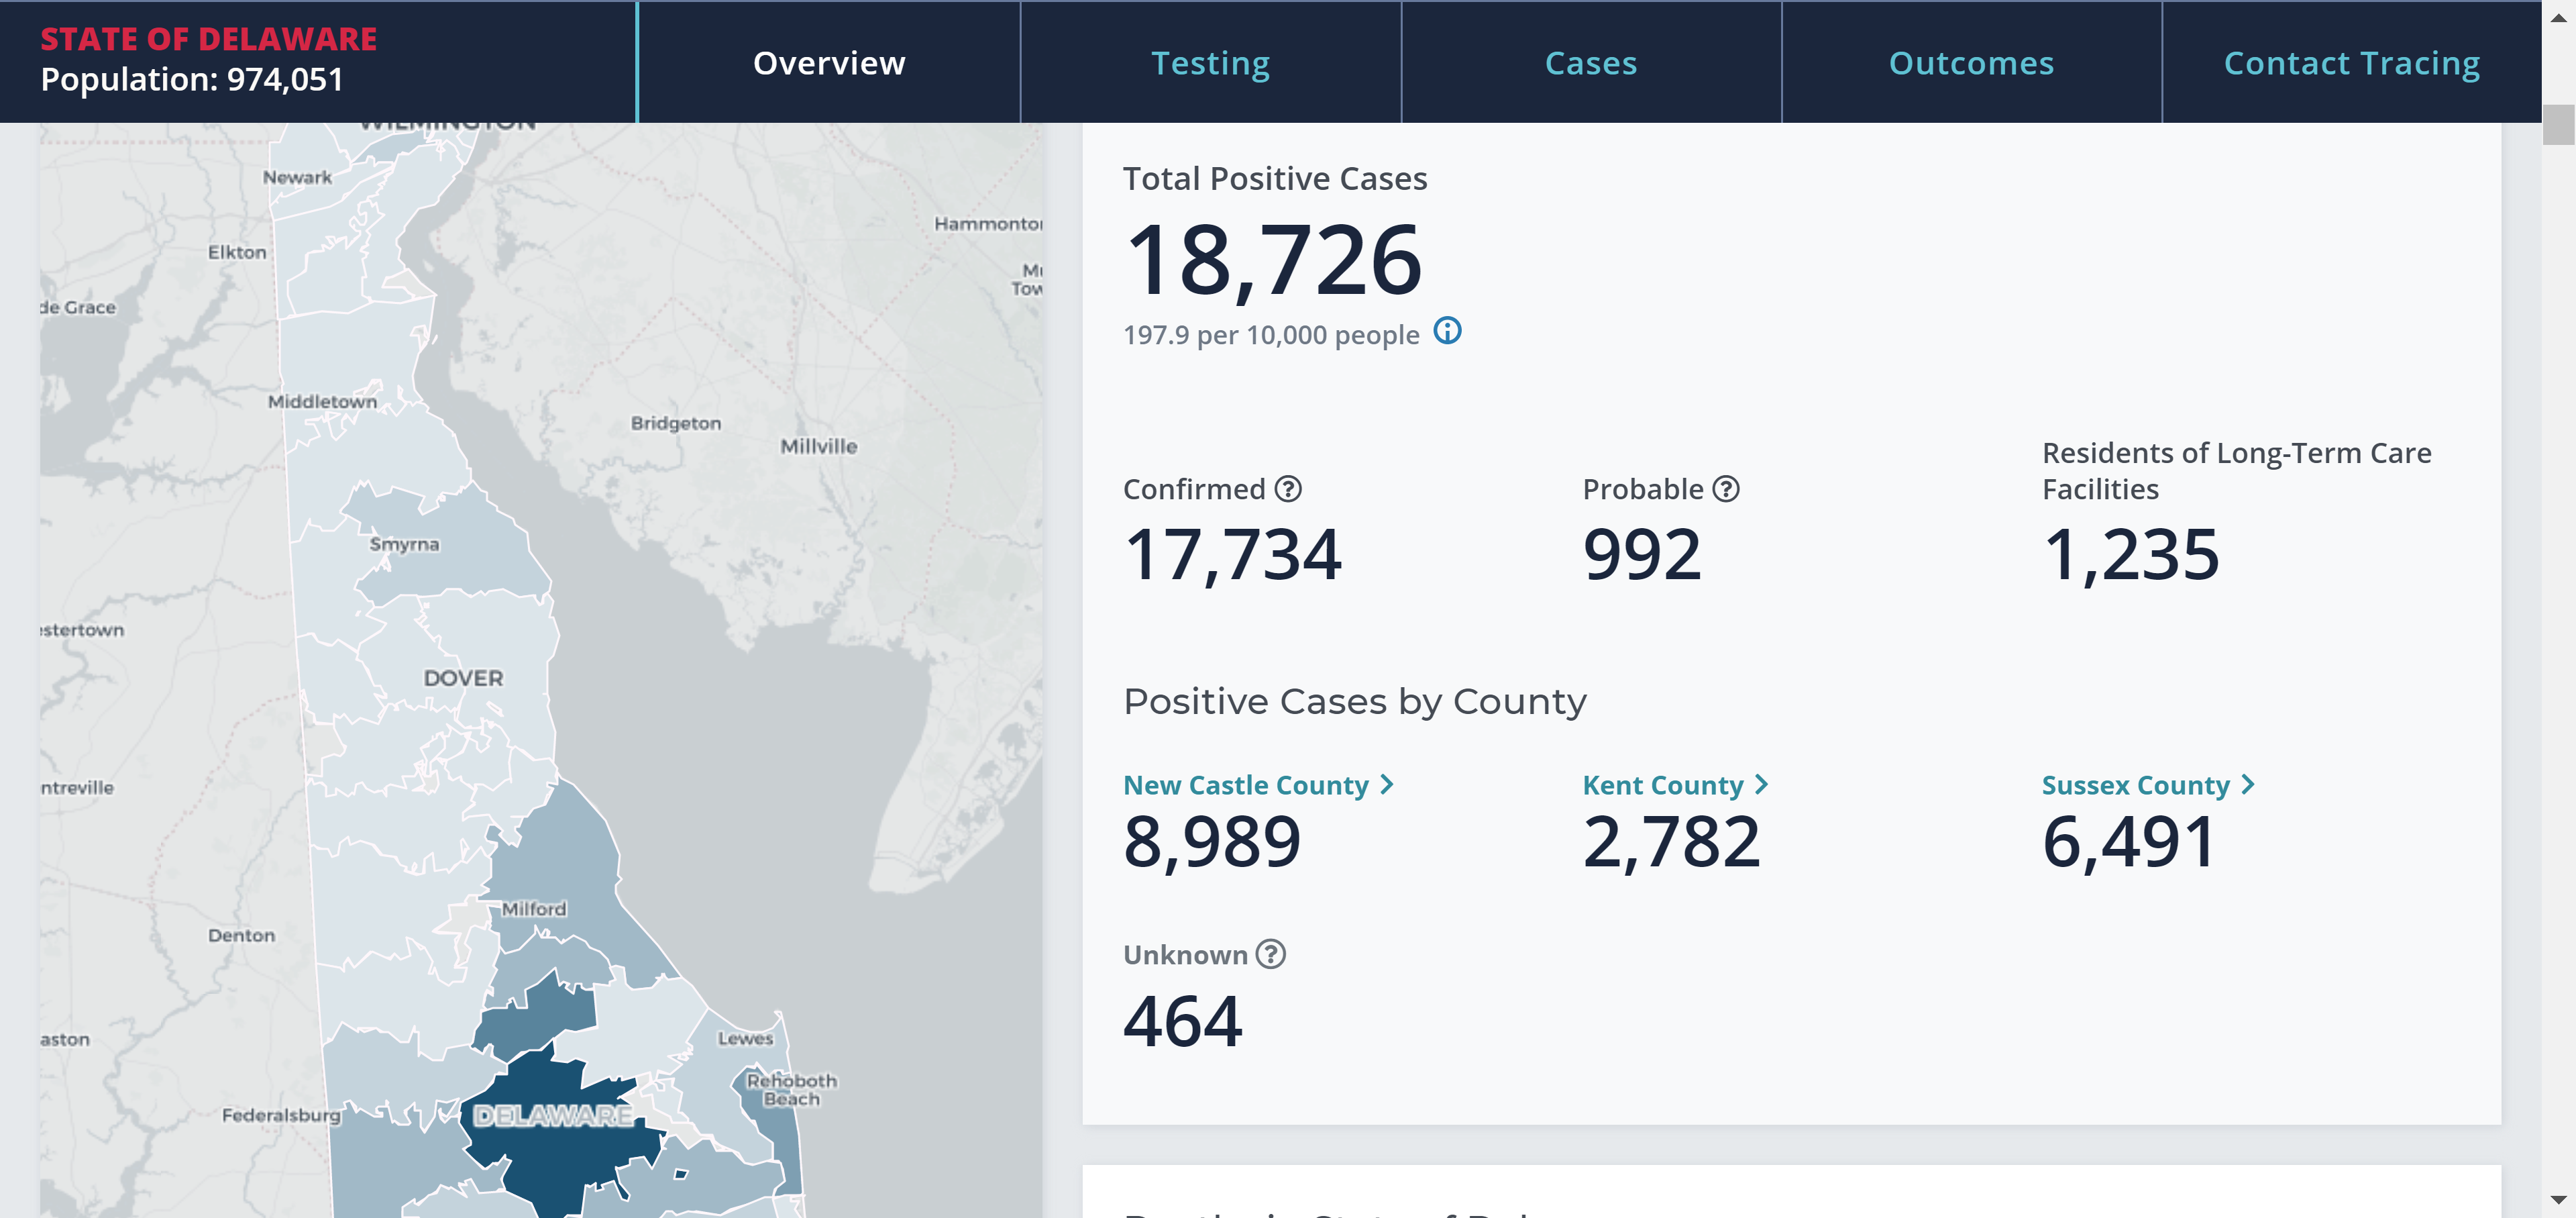 STATE OF DELAWARE
Population: 974,051
Overview
Testing
Cases
Outcomes
Contact Tracing
WILMINGTON
Newark
Elkton
de Grace
Middletown
Smyrna
estertown
DOVER
ntreville
Milford
Denton
aston
Lewes
Rehoboth
Beach
DELAWARE
Federalsburg
Hammonton
Tow
Bridgeton
Millville
Total Positive Cases
18,726
197.9 per 10,000 people
Confirmed
17,734
Probable
992
Residents of Long-Term Care
Facilities
1,235
Positive Cases by County
New Castle County
8,989
Kent County
2,782
Sussex County
6,491
Unknown
464